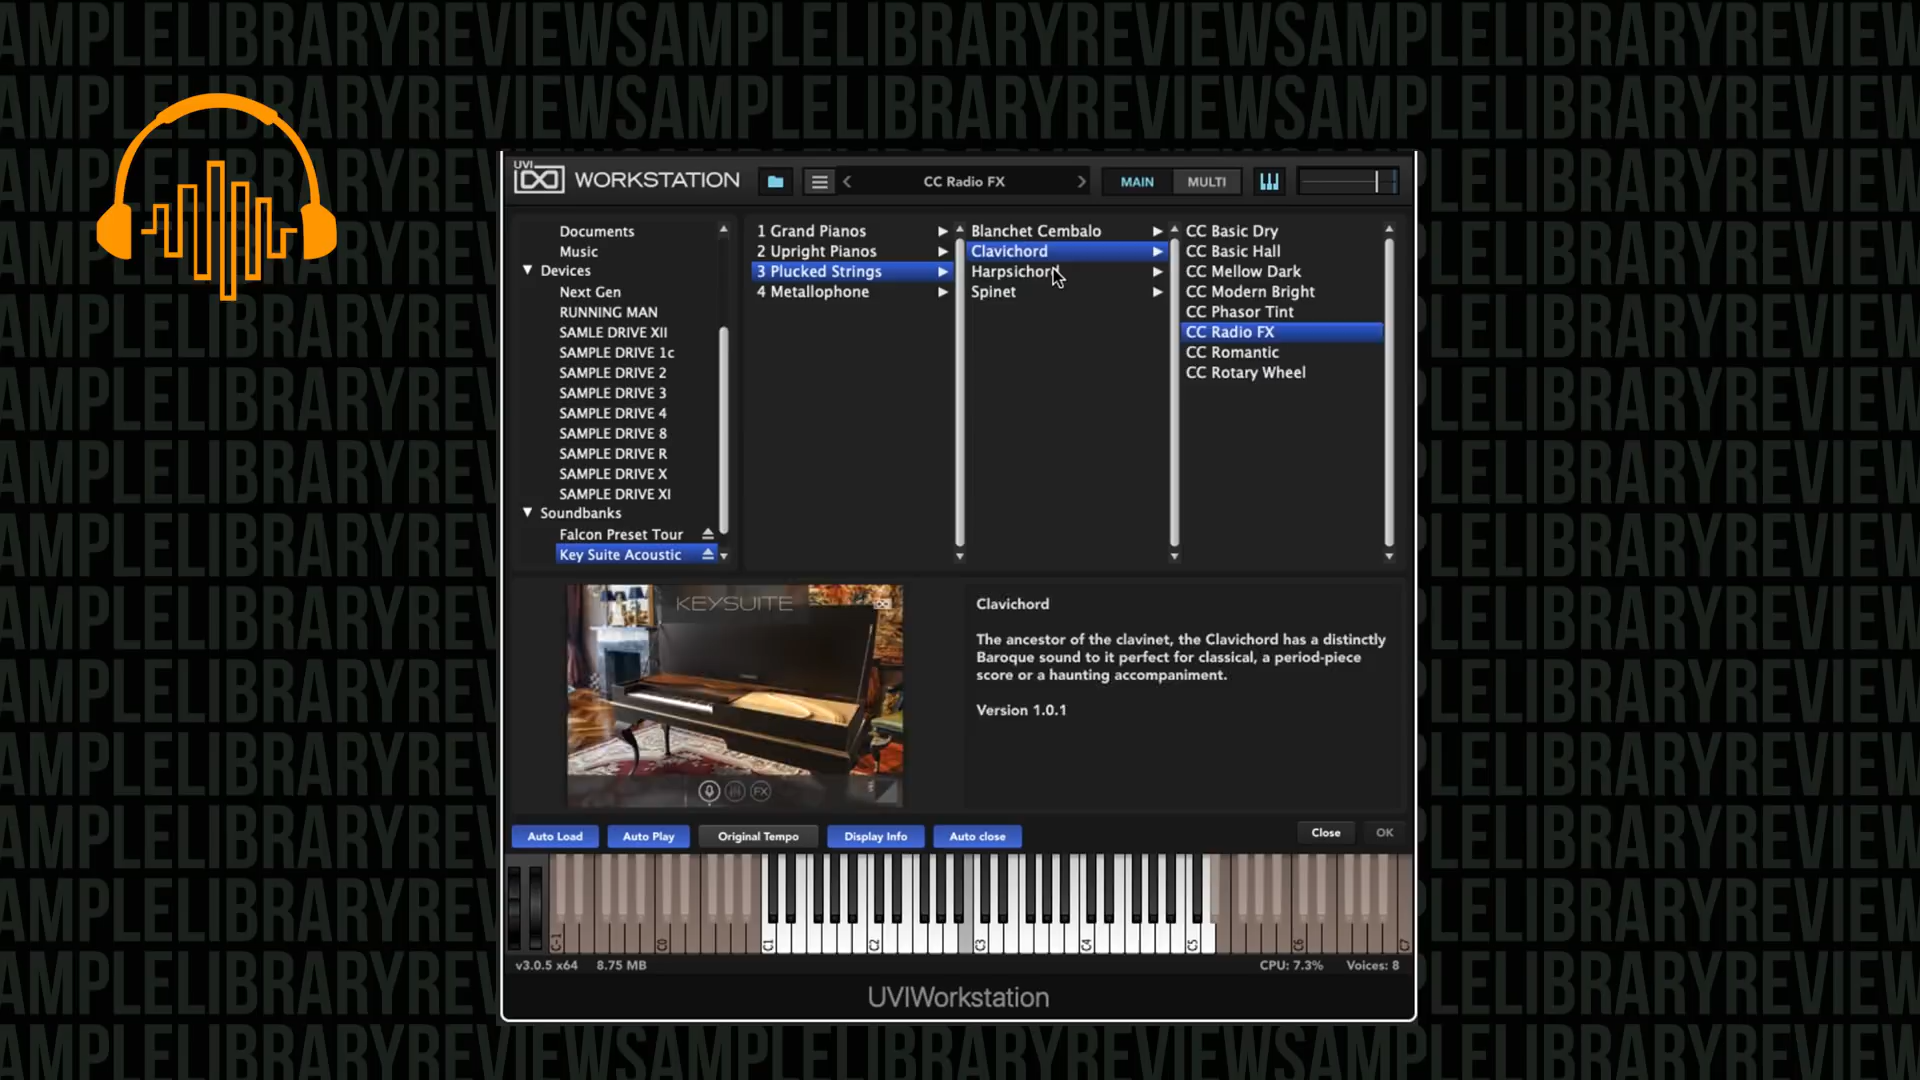 AMPLELIBRARYREVIEWSAMPLELIBRARYREVIEWSAMPLELIBRARYREVIEW
UVI
WORKSTATION
CC Radio FX
MAIN
MULTI
Documents
Music
Devices
Next Gen
RUNNING MAN
SAMLE DRIVE XII
SAMPLE DRIVE 1c
SAMPLE DRIVE 2
SAMPLE DRIVE 3
SAMPLE DRIVE 4
SAMPLE DRIVE 8
SAMPLE DRIVE R
SAMPLE DRIVE X
SAMPLE DRIVE XI
Soundbanks
Falcon Preset Tour
Key Suite Acoustic
1 Grand Pianos
2 Upright Pianos
3 Plucked Strings
4 Metallophone
Blanchet Cembalo
Clavichord
Harpsichord
Spinet
CC Basic Dry
CC Basic Hall
CC Mellow Dark
CC Modern Bright
CC Phasor Tint
CC Radio FX
CC Romantic
CC Rotary Wheel
KEYSUITE
FX
Clavichord
The ancestor of the clavinet, the Clavichord has a distinctly
Baroque sound to it perfect for classical, a period-piece
score or a haunting accompaniment.
Version 1.0.1
Auto Load
Auto Play
Original Tempo
Display Info
Auto close
Close
OK
C-1
C0
C1
C2
C3
C4
C5
C6
C7
v3.0.5 x64
8.75 MB
CPU: 7.3%
Voices: 8
UVIWorkstation